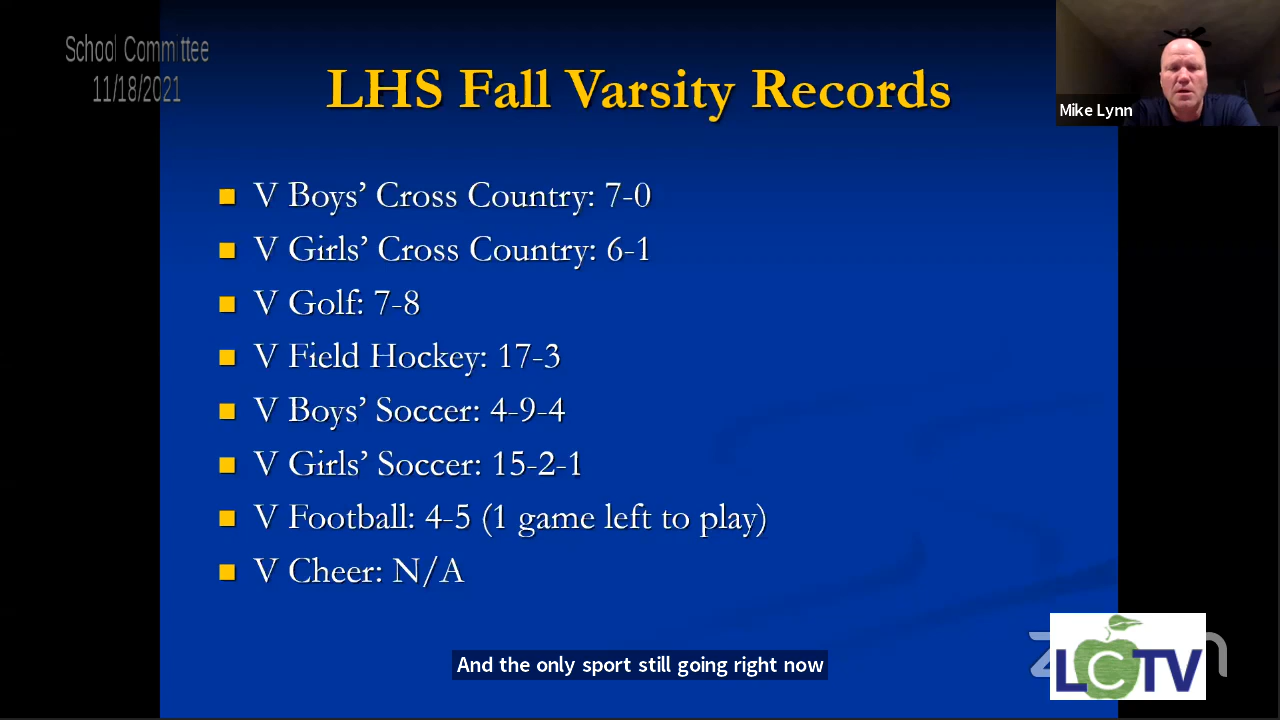 School Committee
11/18/2021
LHS Fall Varsity Records
Mike Lynn
V Boys’ Cross Country: 7-0
V Girls’ Cross Country: 6-1
V Golf: 7-8
V Field Hockey: 17-3
V Boys’ Soccer: 4-9-4
V Girls’ Soccer: 15-2-1
V Football: 4-5 (1 game left to play)
V Cheer: N/A
And the only sport still going right now
LCTV